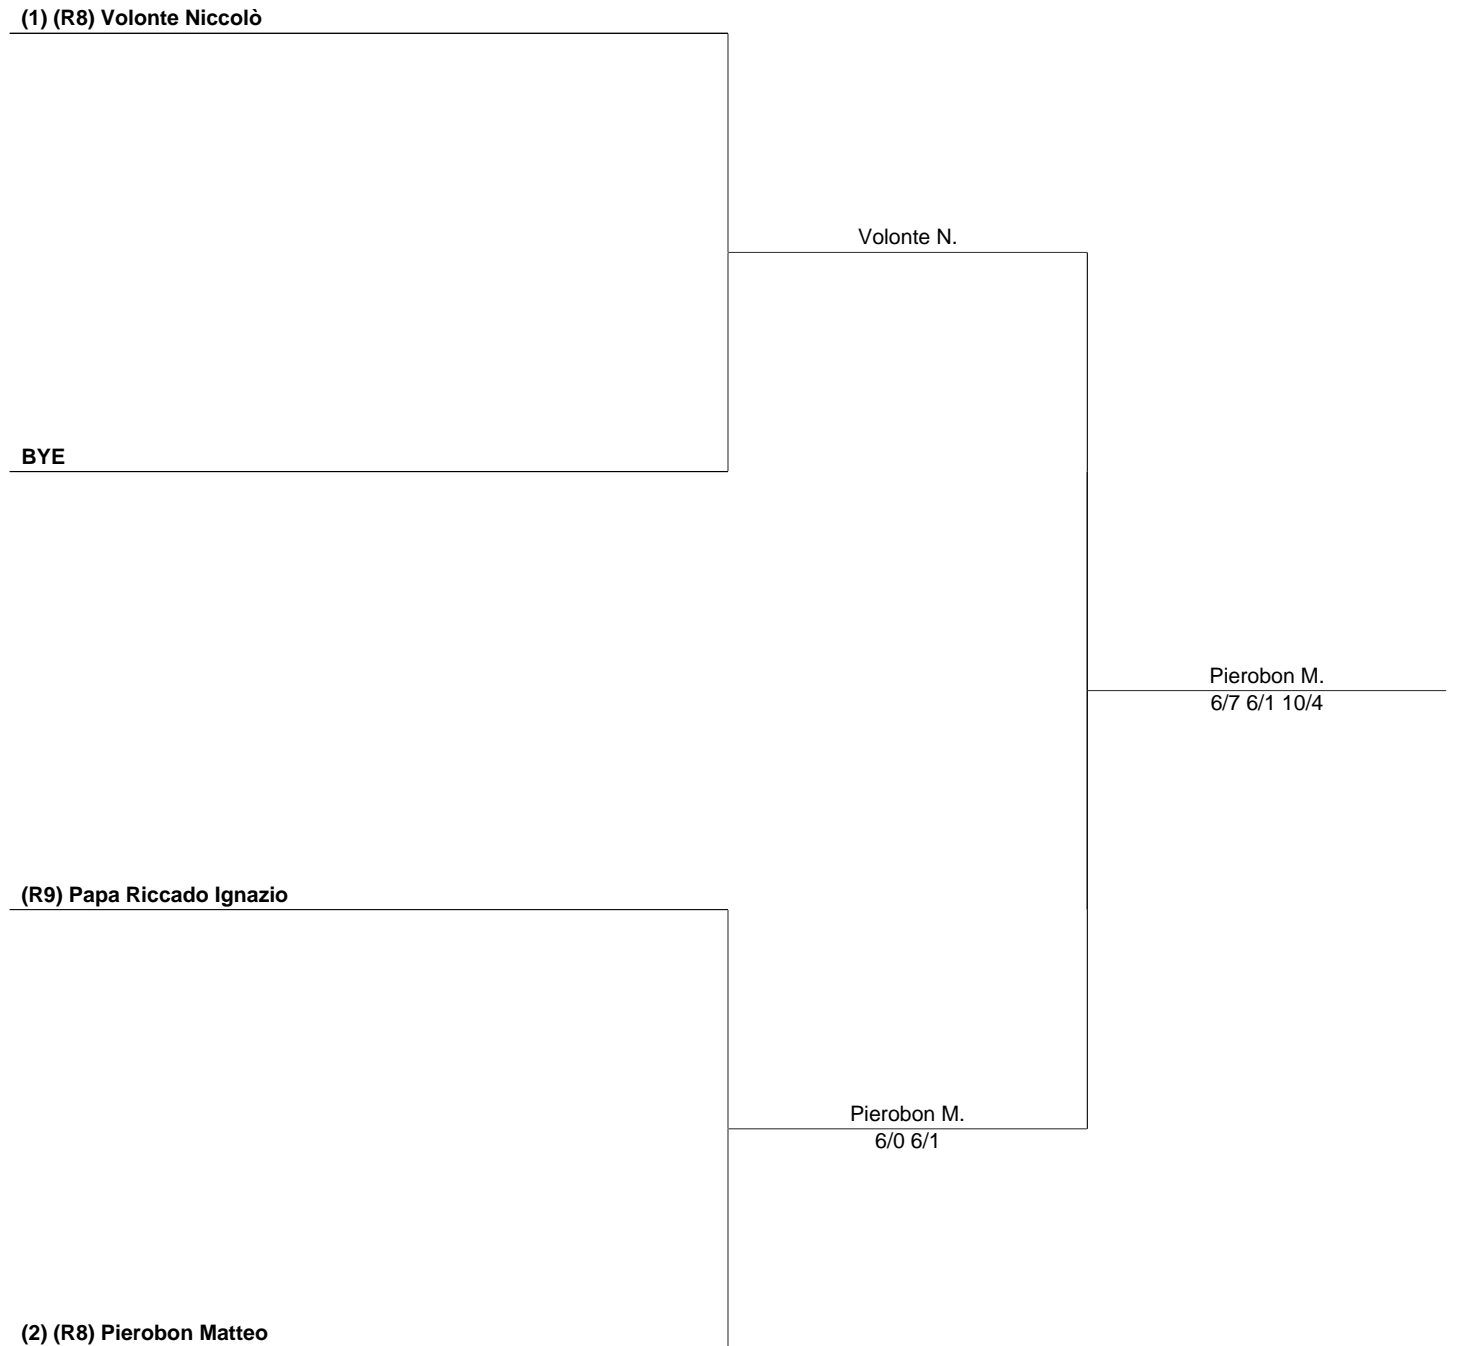 (1) (R8) Volonte Niccolò
Volonte N.
BYE
Pierobon M.
6/7 6/1 10/4
(R9) Papa Riccado Ignazio
Pierobon M.
6/0 6/1
(2) (R8) Pierobon Matteo